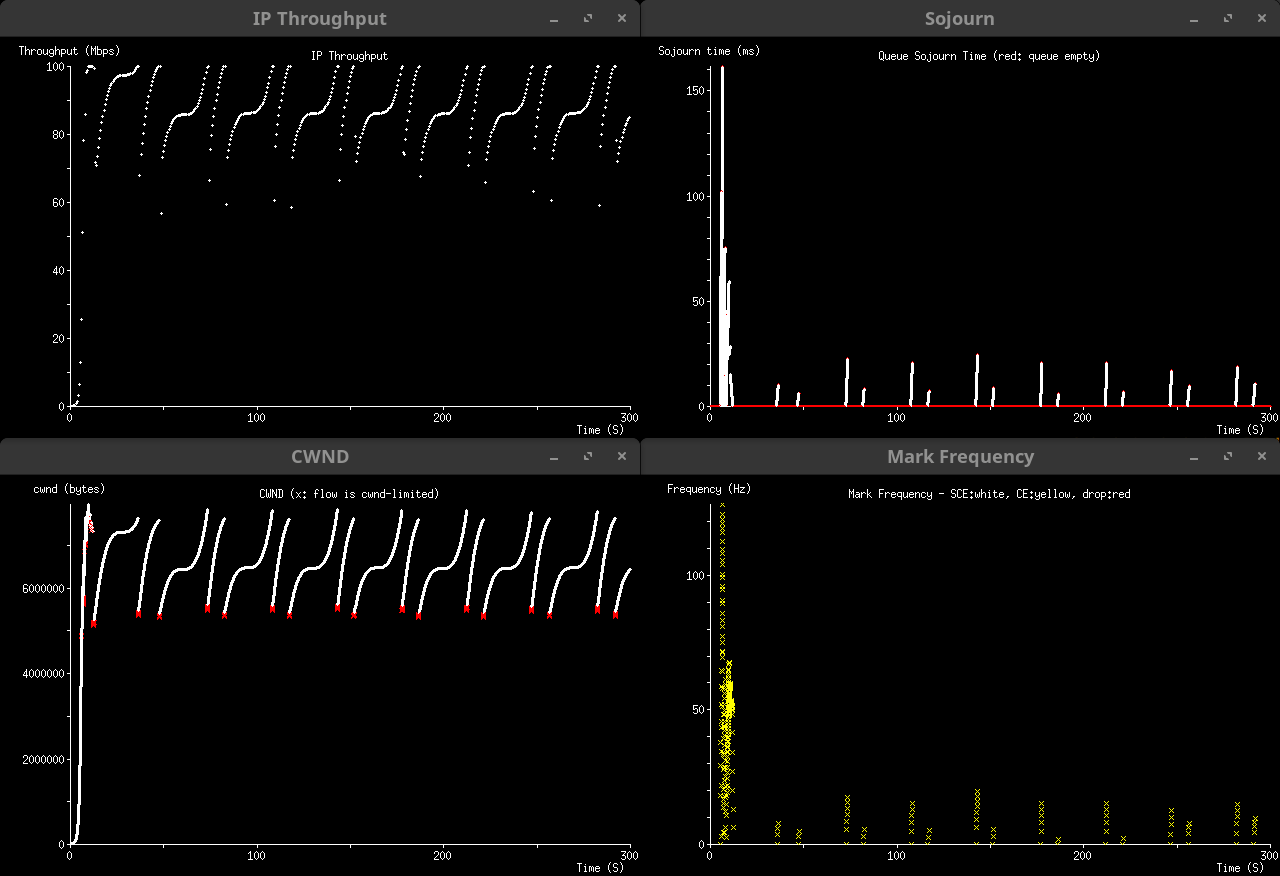 IP Throughput
Throughput (Mbps)
IP Throughput
100
80
60
40
20
0
0
100
200
300
Time (S)
Sojourn
Sojourn time (ms)
Queue Sojourn Time (red: queue empty)
150
100
50
0
0
100
200
300
Time (S)
CWND
cwnd (bytes)
CWND (x: flow is cwnd-limited)
6000000
4000000
2000000
0
0
100
200
300
Time (S)
Mark Frequency
Frequency (Hz)
Mark Frequency - SCE:white, CE:yellow, drop:red
100
50
0
0
100
200
300
Time (S)